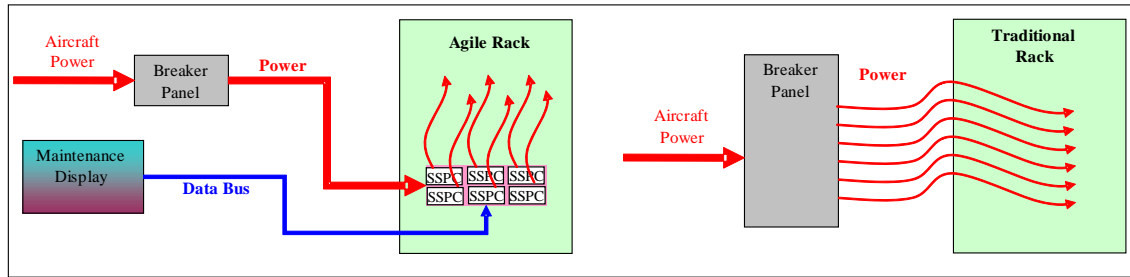 Aircraft
Power
Breaker
Panel
Power
Maintenance
Display
Data Bus
Agile Rack
SSPC SSPC SSPC
SSPC SSPC SSPC
Aircraft
Power
Breaker
Panel
Power
Traditional
Rack